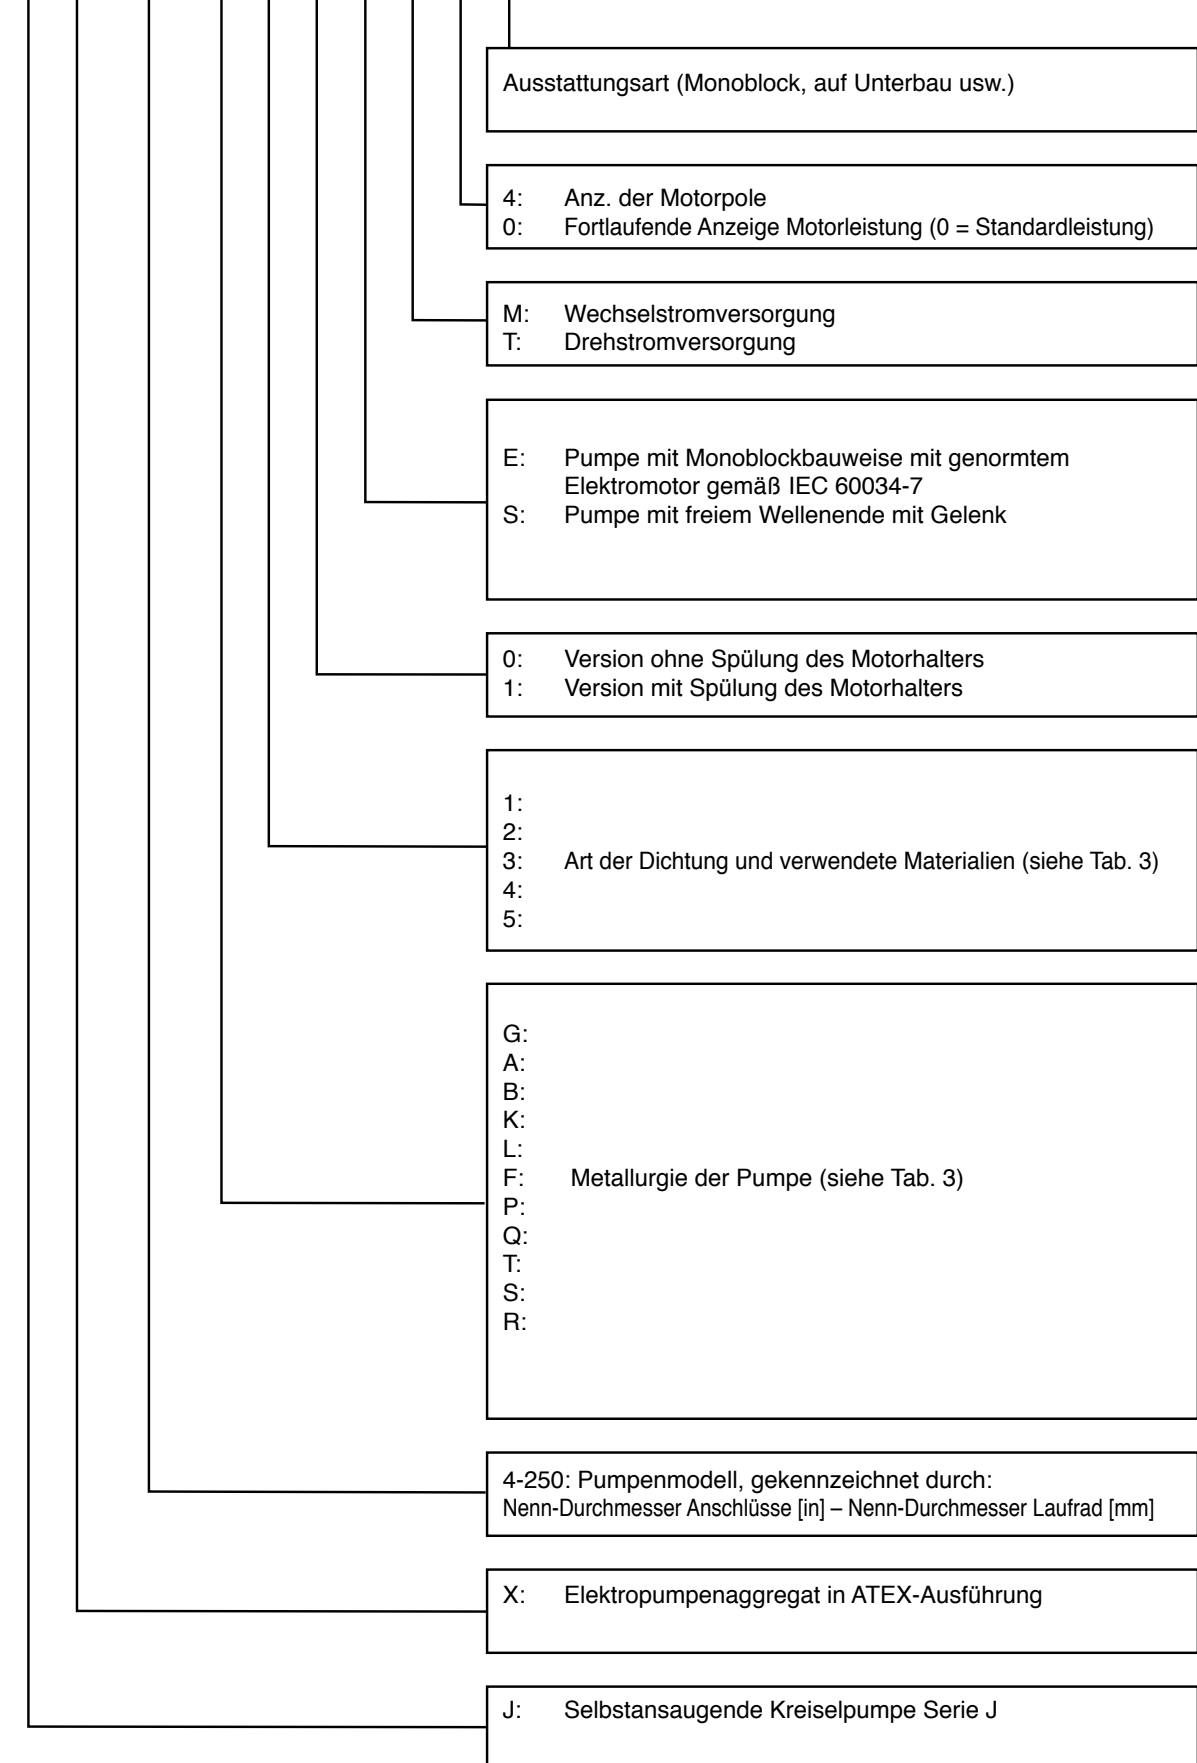 Ausstattungsart (Monoblock, auf Unterbau usw.)
4: Anz. der Motorpole
0: Fortlaufende Anzeige Motorleistung (0 = Standardleistung)
M: Wechselstromversorgung
T: Drehstromversorgung
E: Pumpe mit Monoblockbauweise mit genormtem
Elektromotor gemäß IEC 60034-7
S: Pumpe mit freiem Wellenende mit Gelenk
0: Version ohne Spülung des Motorhalters
1: Version mit Spülung des Motorhalters
1:
2:
3: Art der Dichtung und verwendete Materialien (siehe Tab. 3)
4:
5:
G:
A:
B:
K:
L:
F: Metallurgie der Pumpe (siehe Tab. 3)
P:
Q:
T:
S:
R:
4-250: Pumpenmodell, gekennzeichnet durch:
Nenn-Durchmesser Anschlüsse [in] – Nenn-Durchmesser Laufrad [mm]
X: Elektropumpenaggregat in ATEX-Ausführung
J: Selbstansaugende Kreiselpumpe Serie J